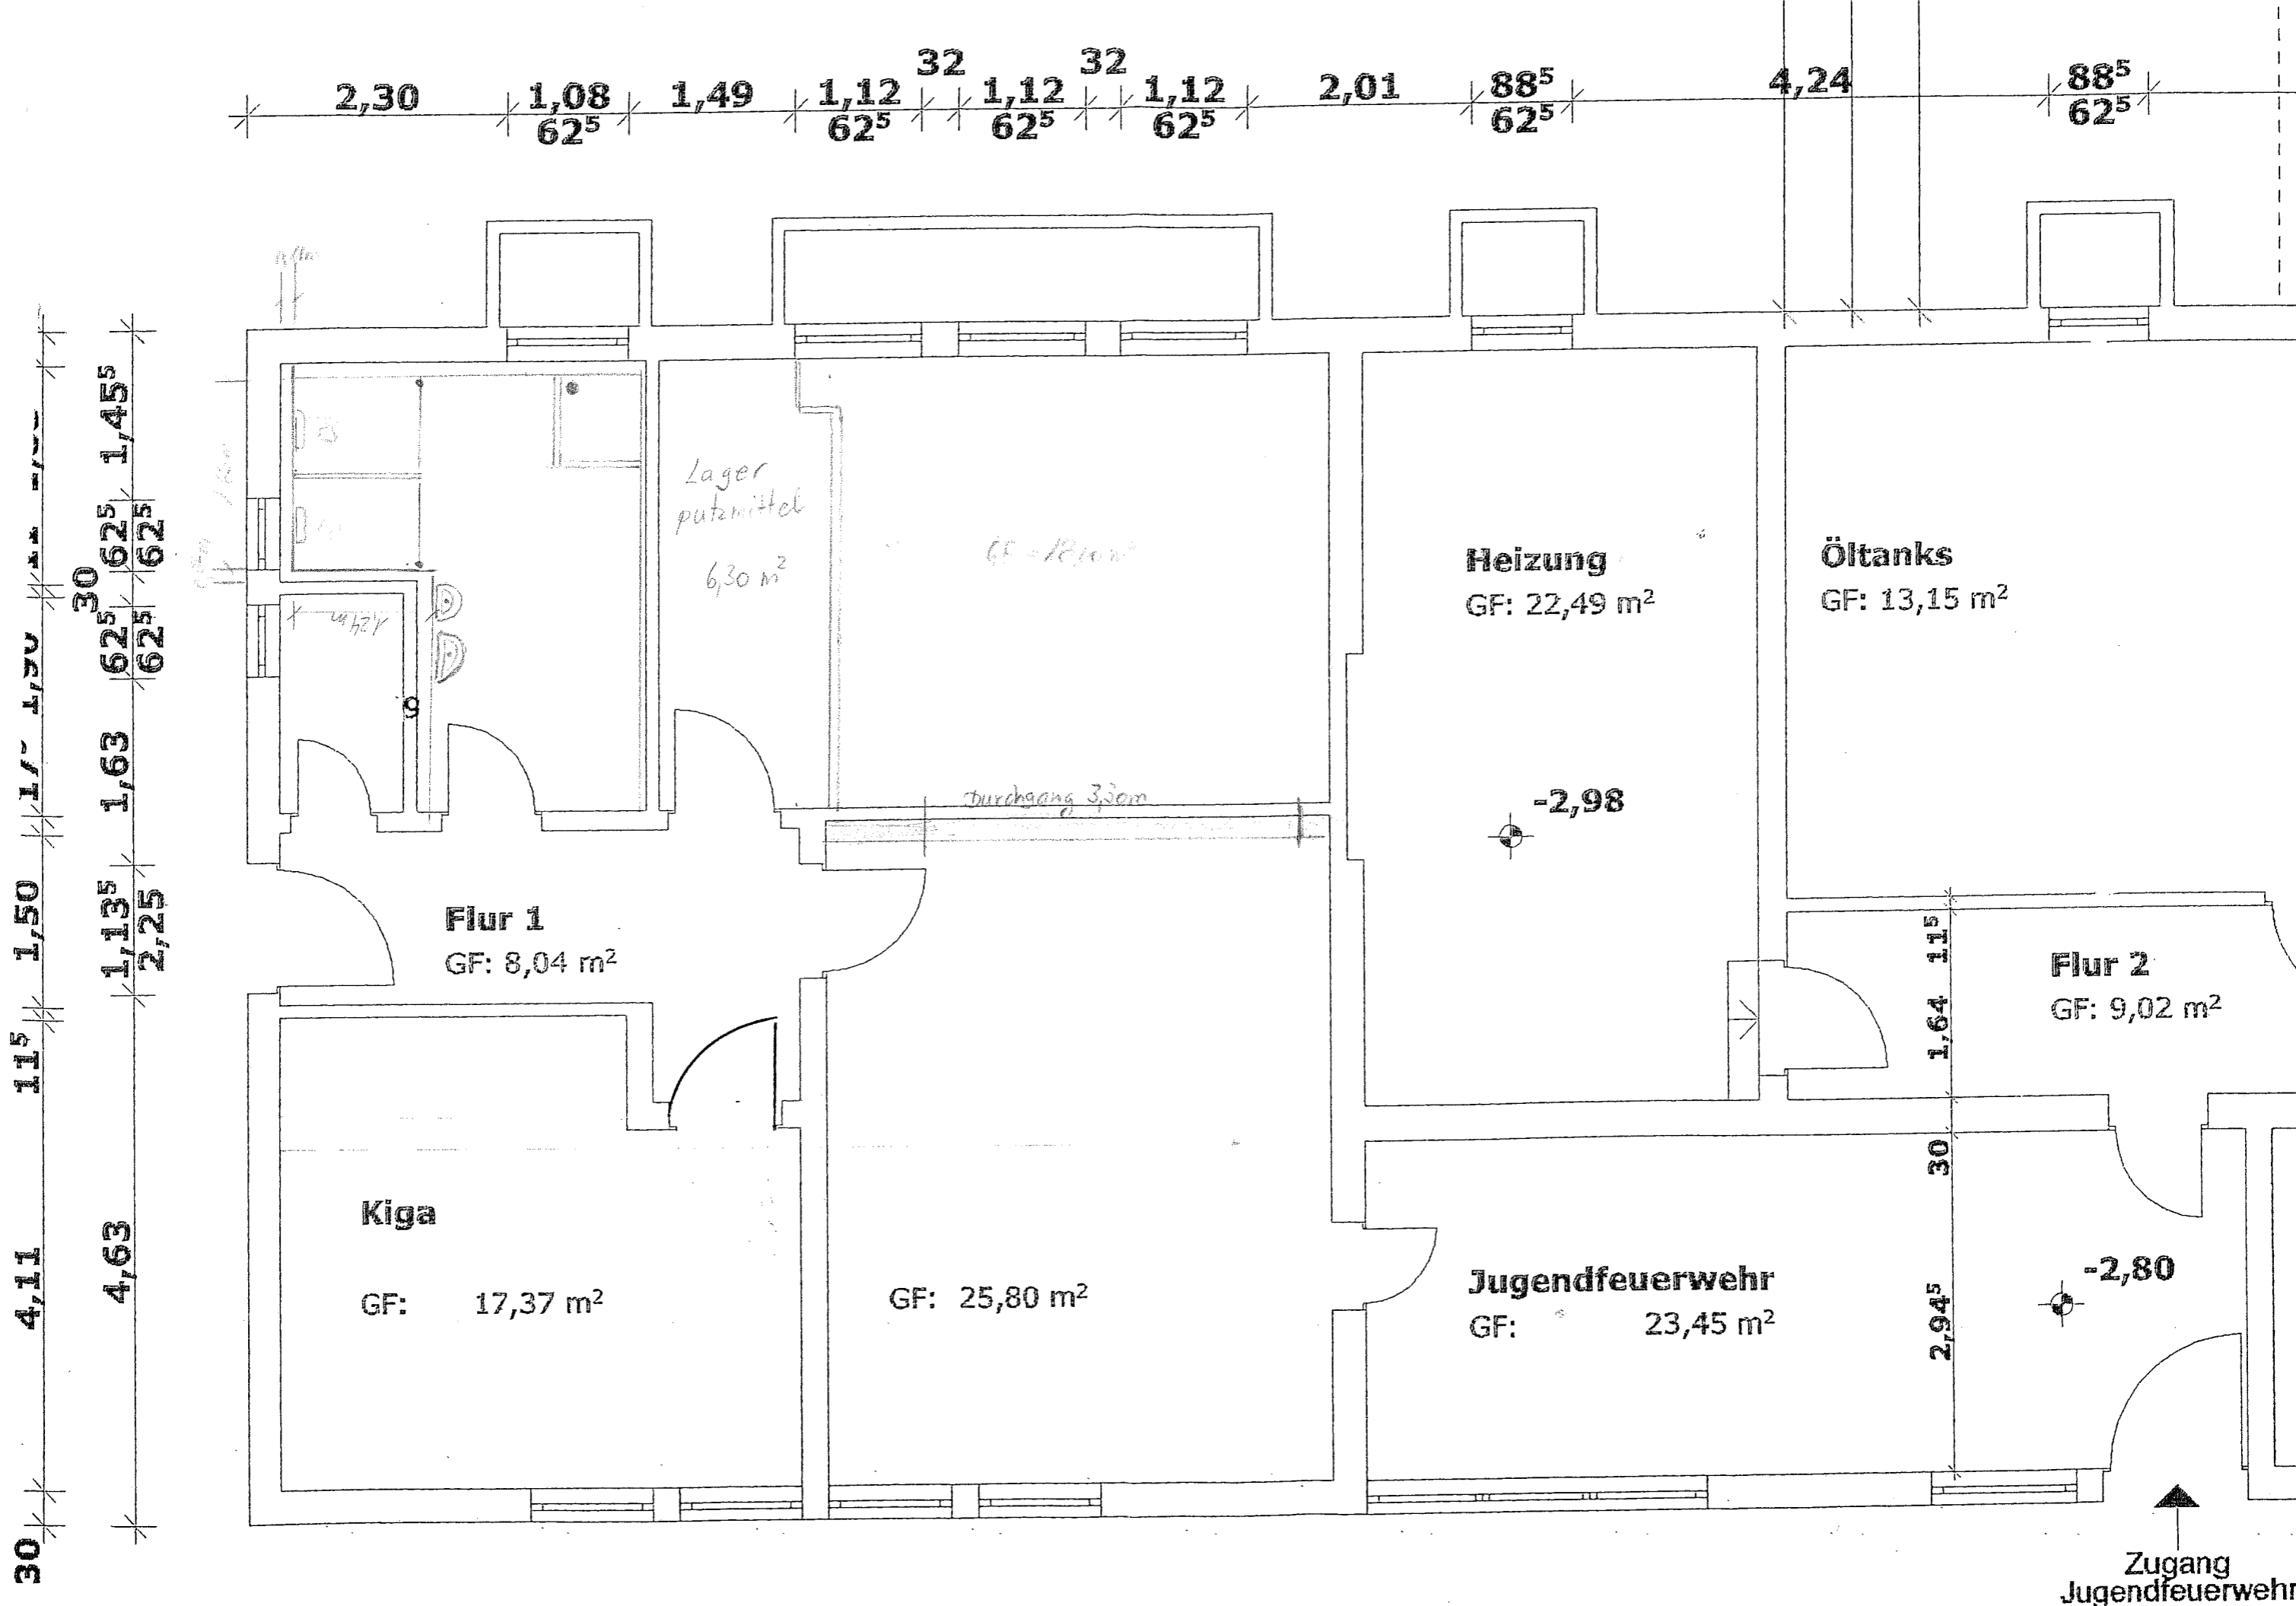 32 32
2,30 1,08 1,49 1,12 1,12 1,12 2,01 88⁵ 4,24 88⁵
62⁵ 62⁵ 62⁵ 62⁵ 62⁵ 62⁵
1,45⁵
62⁵
62⁵
30
62⁵
62⁵
1,63
1,50
1,13⁵
2,25
11⁵
4,11
4,63
30
Lager
putzmittel
6,30 m²
1,24m
Heizung
GF: 22,49 m²
-2,98
Öltanks
GF: 13,15 m²
Durchgang 3,30m
Flur 1
GF: 8,04 m²
Flur 2
GF: 9,02 m²
11⁵
1,64
30
2,94⁵
Kiga
GF: 17,37 m²
GF: 25,80 m²
Jugendfeuerwehr
GF: 23,45 m²
-2,80
Zugang
Jugendfeuerwehr